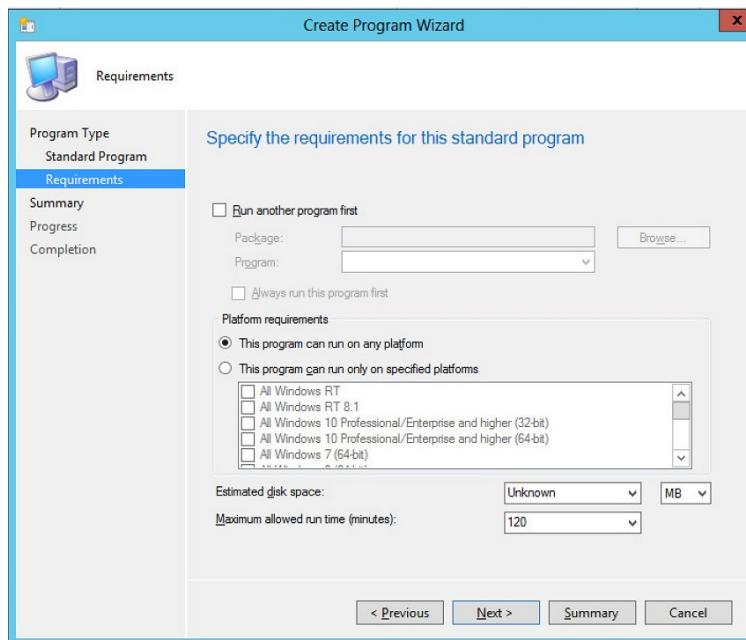 Create Program Wizard
x
Requirements
Program Type
Standard Program
Requirements
Summary
Progress
Completion
Specify the requirements for this standard program
Run another program first
Package:
Browse...
Program:
Always run this program first
Platform requirements
This program can run on any platform
This program can run only on specified platforms
All Windows RT
All Windows RT 8.1
All Windows 10 Professional/Enterprise and higher (32-bit)
All Windows 10 Professional/Enterprise and higher (64-bit)
All Windows 7 (64-bit)
Estimated disk space: Unknown MB
Maximum allowed run time (minutes): 120
< Previous Next > Summary Cancel